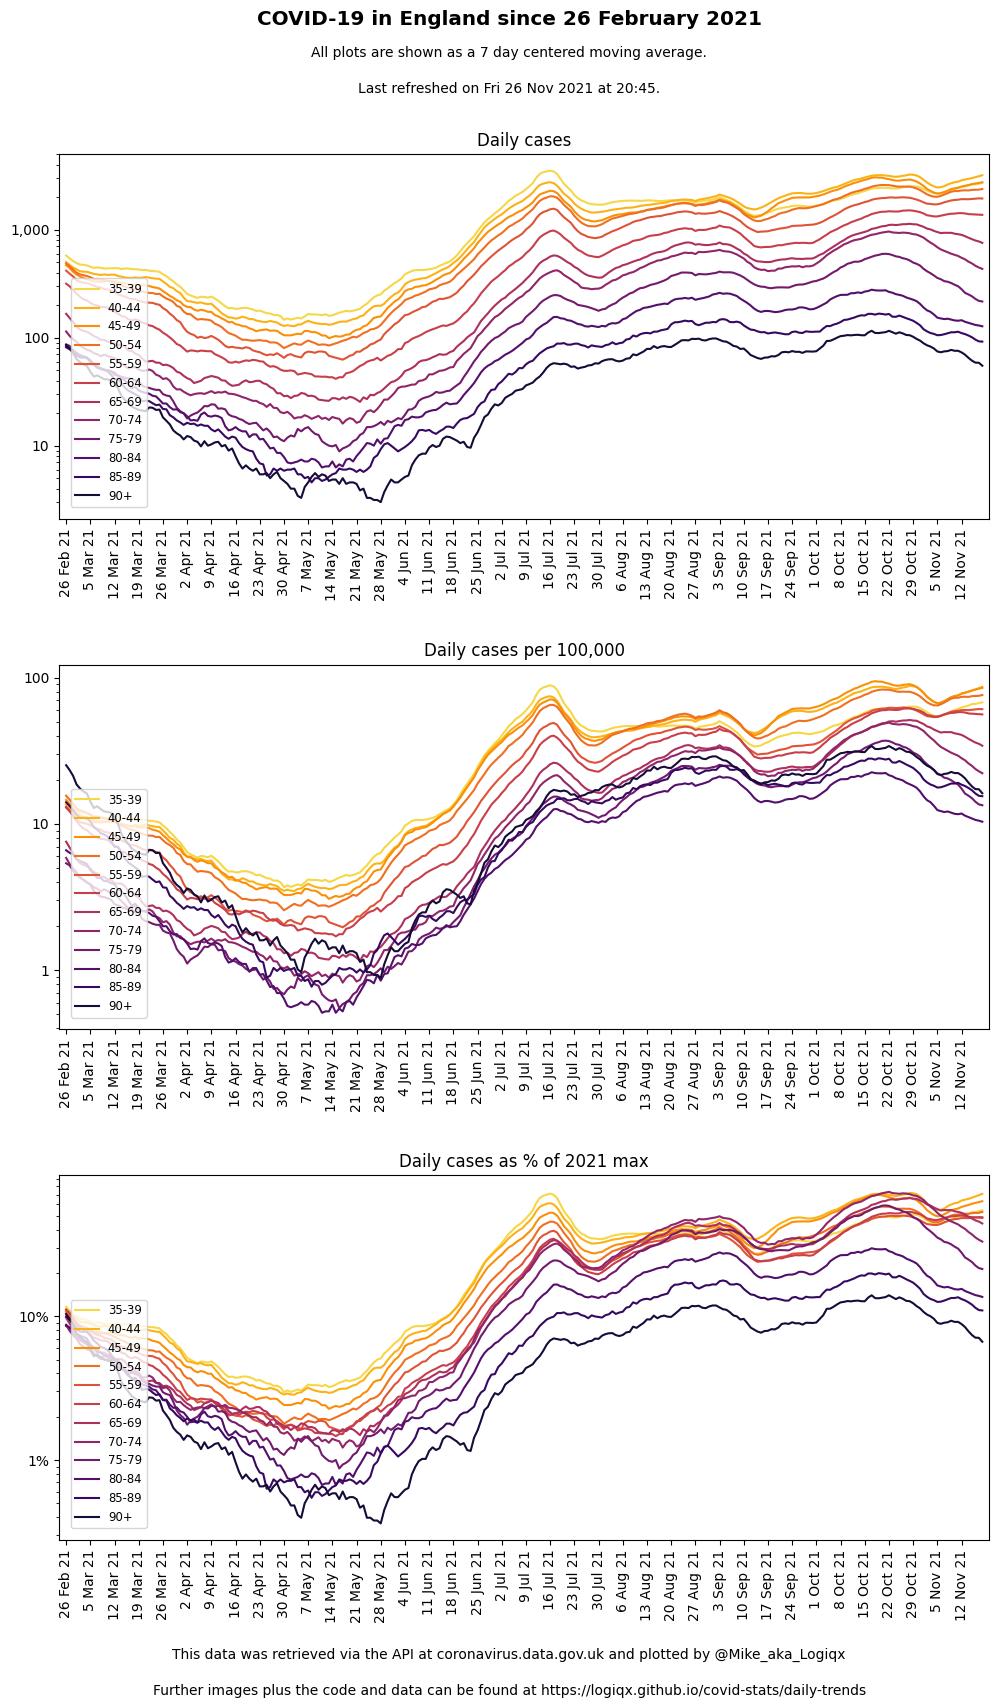 COVID-19 in England since 26 February 2021
All plots are shown as a 7 day centered moving average.
Last refreshed on Fri 26 Nov 2021 at 20:45.
Daily cases
1,000
100
10
35-39
40-44
45-49
50-54
55-59
60-64
65-69
70-74
75-79
80-84
85-89
90+
26 Feb 21
5 Mar 21
12 Mar 21
19 Mar 21
26 Mar 21
2 Apr 21
9 Apr 21
16 Apr 21
23 Apr 21
30 Apr 21
7 May 21
14 May 21
21 May 21
28 May 21
4 Jun 21
11 Jun 21
18 Jun 21
25 Jun 21
2 Jul 21
9 Jul 21
16 Jul 21
23 Jul 21
30 Jul 21
6 Aug 21
13 Aug 21
20 Aug 21
27 Aug 21
3 Sep 21
10 Sep 21
17 Sep 21
24 Sep 21
1 Oct 21
8 Oct 21
15 Oct 21
22 Oct 21
29 Oct 21
5 Nov 21
12 Nov 21
Daily cases per 100,000
100
10
1
35-39
40-44
45-49
50-54
55-59
60-64
65-69
70-74
75-79
80-84
85-89
90+
26 Feb 21
5 Mar 21
12 Mar 21
19 Mar 21
26 Mar 21
2 Apr 21
9 Apr 21
16 Apr 21
23 Apr 21
30 Apr 21
7 May 21
14 May 21
21 May 21
28 May 21
4 Jun 21
11 Jun 21
18 Jun 21
25 Jun 21
2 Jul 21
9 Jul 21
16 Jul 21
23 Jul 21
30 Jul 21
6 Aug 21
13 Aug 21
20 Aug 21
27 Aug 21
3 Sep 21
10 Sep 21
17 Sep 21
24 Sep 21
1 Oct 21
8 Oct 21
15 Oct 21
22 Oct 21
29 Oct 21
5 Nov 21
12 Nov 21
Daily cases as % of 2021 max
10%
1%
35-39
40-44
45-49
50-54
55-59
60-64
65-69
70-74
75-79
80-84
85-89
90+
26 Feb 21
5 Mar 21
12 Mar 21
19 Mar 21
26 Mar 21
2 Apr 21
9 Apr 21
16 Apr 21
23 Apr 21
30 Apr 21
7 May 21
14 May 21
21 May 21
28 May 21
4 Jun 21
11 Jun 21
18 Jun 21
25 Jun 21
2 Jul 21
9 Jul 21
16 Jul 21
23 Jul 21
30 Jul 21
6 Aug 21
13 Aug 21
20 Aug 21
27 Aug 21
3 Sep 21
10 Sep 21
17 Sep 21
24 Sep 21
1 Oct 21
8 Oct 21
15 Oct 21
22 Oct 21
29 Oct 21
5 Nov 21
12 Nov 21
This data was retrieved via the API at coronavirus.data.gov.uk and plotted by @Mike_aka_Logiqx
Further images plus the code and data can be found at https://logiqx.github.io/covid-stats/daily-trends